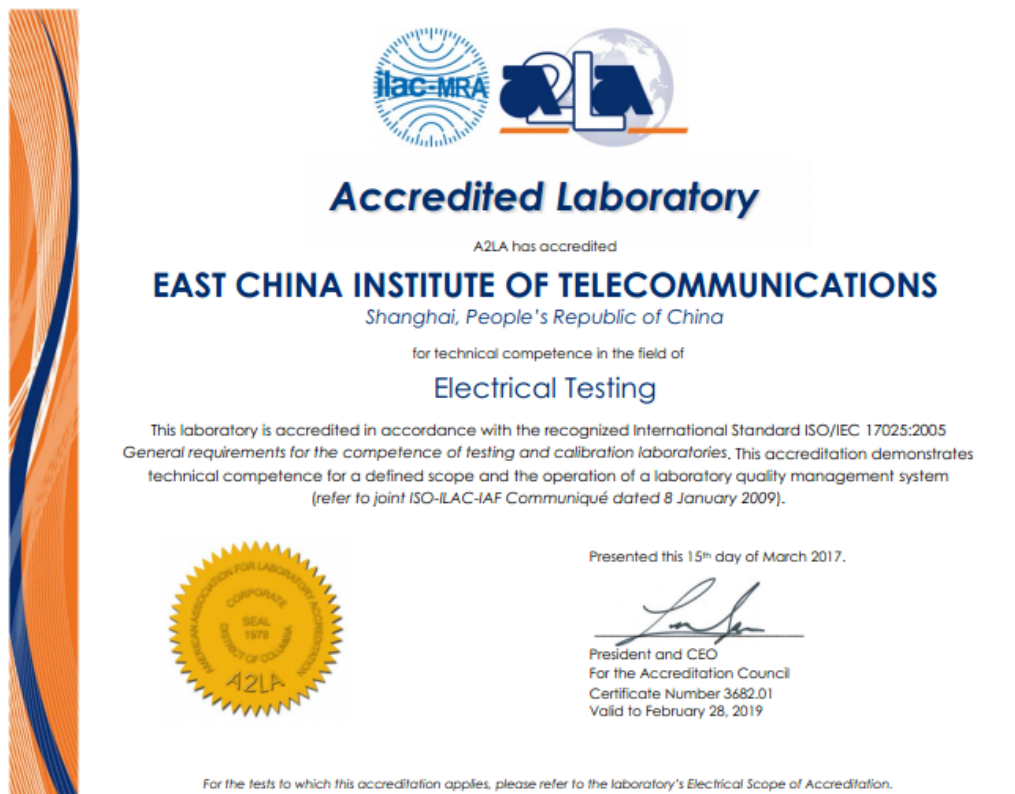 ilac-MRA
A2LA
Accredited Laboratory
A2LA has accredited
EAST CHINA INSTITUTE OF TELECOMMUNICATIONS
Shanghai, People's Republic of China
for technical competence in the field of
Electrical Testing
This laboratory is accredited in accordance with the recognized International Standard ISO/IEC 17025:2005
General requirements for the competence of testing and calibration laboratories. This accreditation demonstrates
technical competence for a defined scope and the operation of a laboratory quality management system
(refer to joint ISO-ILAC-IAF Communiqué dated 8 January 2009).
AMERICAN ASSOCIATION FOR LABORATORY ACCREDITATION
CORPORATE
SEAL
1978
DISTRICT OF COLUMBIA
A2LA
Presented this 15th day of March 2017.
President and CEO
For the Accreditation Council
Certificate Number 3682.01
Valid to February 28, 2019
For the tests to which this accreditation applies, please refer to the laboratory's Electrical Scope of Accreditation.